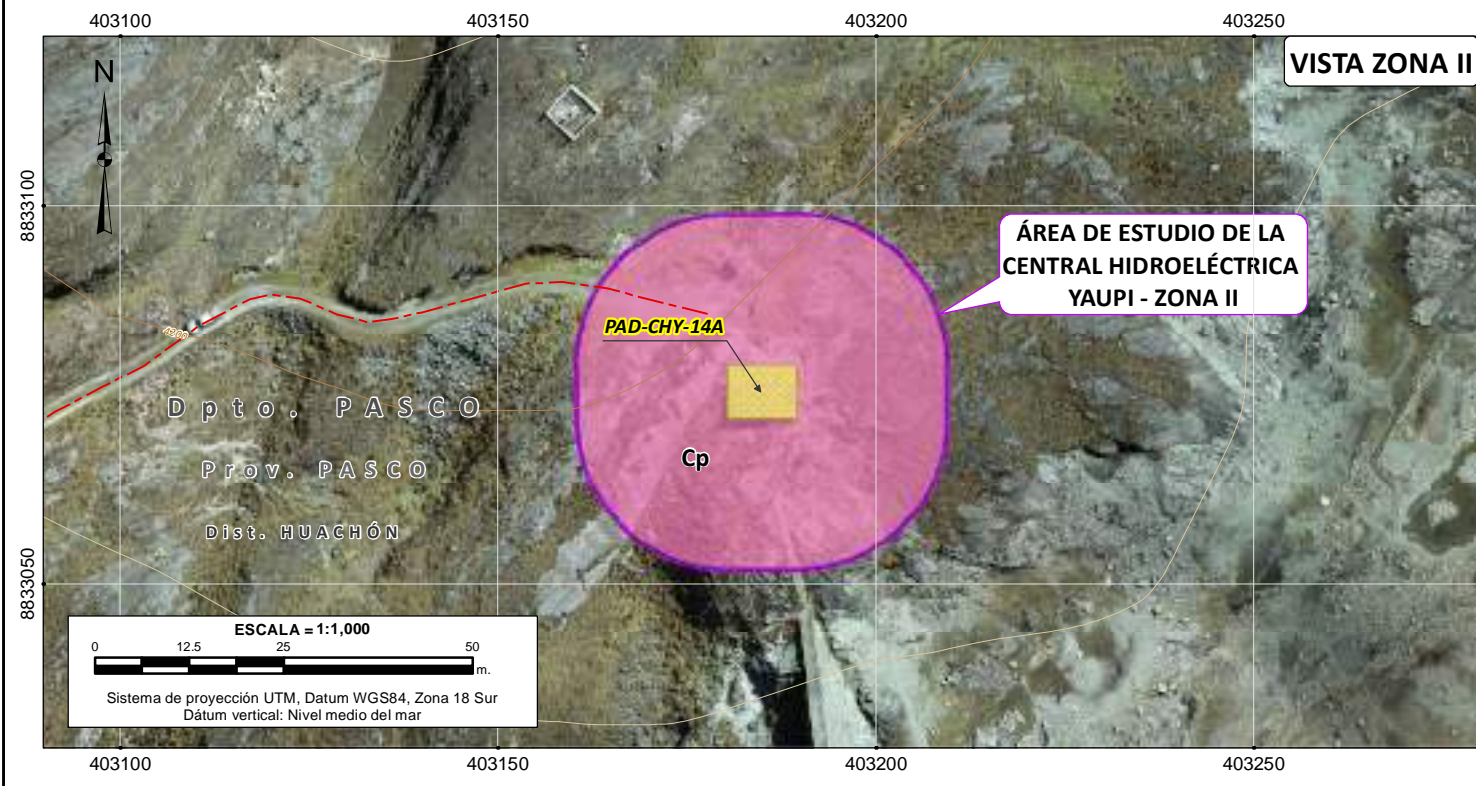 403100 403150 403200 403250
VISTA ZONA II
N
8833100
ÁREA DE ESTUDIO DE LA
CENTRAL HIDROELÉCTRICA
YAUPI - ZONA II
PAD-CHY-14A
4200
Dpto. PASCO
Cp
Prov. PASCO
Dist. HUACHÓN
8833050
ESCALA = 1:1,000
0 12.5 25 50
m.
Sistema de proyección UTM, Datum WGS84, Zona 18 Sur
Dátum vertical: Nivel medio del mar
403100 403150 403200 403250